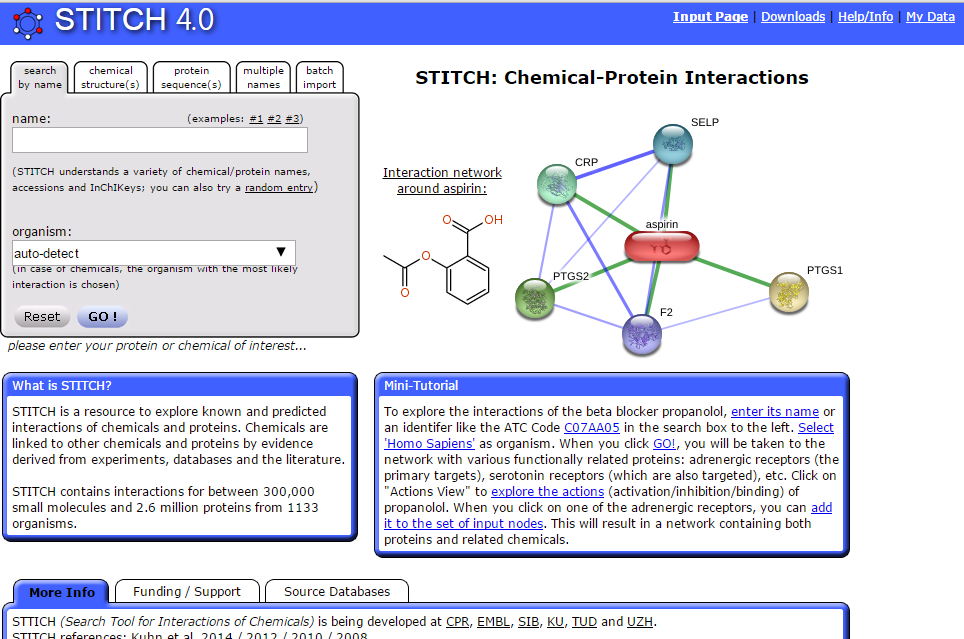 STITCH 4.0
Input Page | Downloads | Help/Info | My Data
search
by name
chemical
structure(s)
protein
sequence(s)
multiple
names
batch
import
name:
(examples: #1 #2 #3)
(STITCH understands a variety of chemical/protein names,
accessions and InChIKeys; you can also try a random entry)
organism:
auto-detect
(in case of chemicals, the organism with the most likely
interaction is chosen)
Reset
GO !
please enter your protein or chemical of interest...
STITCH: Chemical-Protein Interactions
Interaction network
around aspirin:
O
OH
O
O
SELP
CRP
aspirin
PTGS2
PTGS1
F2
What is STITCH?
STITCH is a resource to explore known and predicted
interactions of chemicals and proteins. Chemicals are
linked to other chemicals and proteins by evidence
derived from experiments, databases and the literature.
STITCH contains interactions for between 300,000
small molecules and 2.6 million proteins from 1133
organisms.
Mini-Tutorial
To explore the interactions of the beta blocker propanolol, enter its name or
an identifer like the ATC Code C07AA05 in the search box to the left. Select
'Homo Sapiens' as organism. When you click GO!, you will be taken to the
network with various functionally related proteins: adrenergic receptors (the
primary targets), serotonin receptors (which are also targeted), etc. Click on
"Actions View" to explore the actions (activation/inhibition/binding) of
propanolol. When you click on one of the adrenergic receptors, you can add
it to the set of input nodes. This will result in a network containing both
proteins and related chemicals.
More Info
Funding / Support
Source Databases
STITCH (Search Tool for Interactions of Chemicals) is being developed at CPR, EMBL, SIB, KU, TUD and UZH.
STITCH references: Kuhn et al. 2014 / 2012 / 2010 / 2008